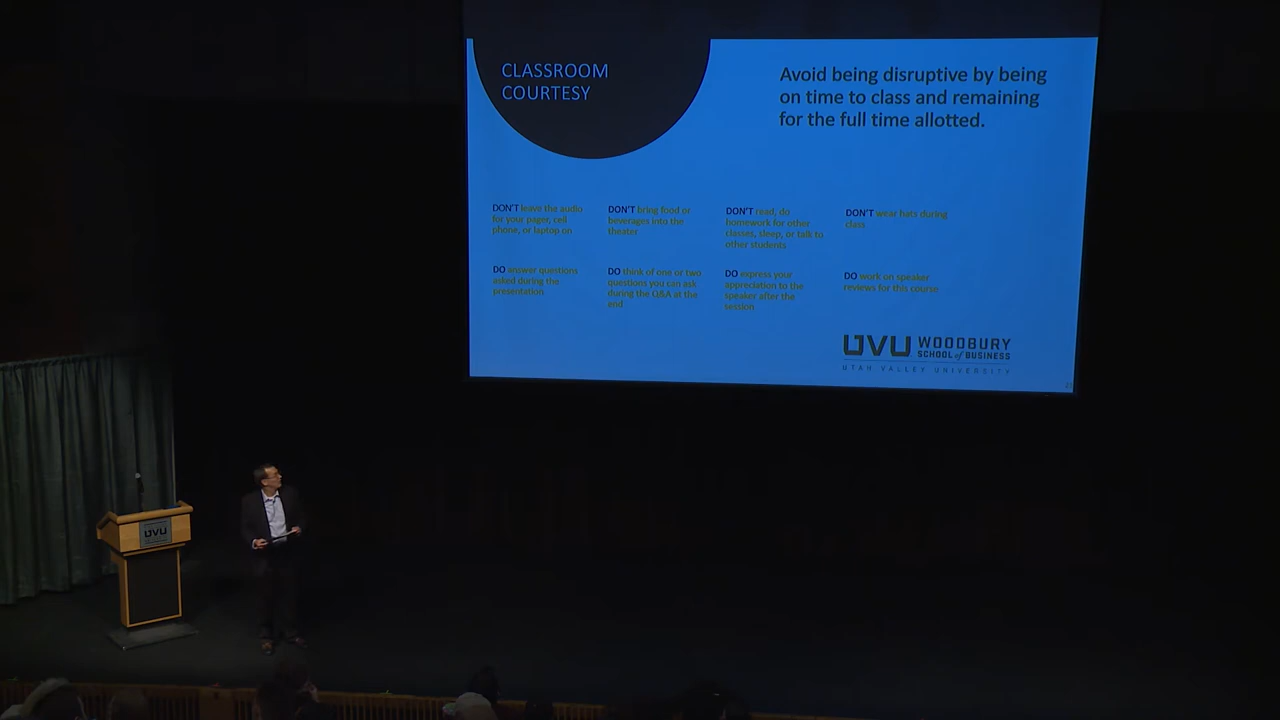 CLASSROOM
COURTESY
Avoid being disruptive by being
on time to class and remaining
for the full time allotted.
DON'T leave the audio
for your pager, cell
phone, or laptop on
DON'T bring food or
beverages into the
theater
DON'T read, do
homework for other
classes, sleep, or talk to
other students
DON'T wear hats during
class
DO answer questions
asked during the
presentation
DO think of one or two
questions you can ask
during the Q&A at the
end
DO express your
appreciation to the
speaker after the
session
DO work on speaker
reviews for this course
UVU WOODBURY
SCHOOL of BUSINESS
UTAH VALLEY UNIVERSITY
UVU